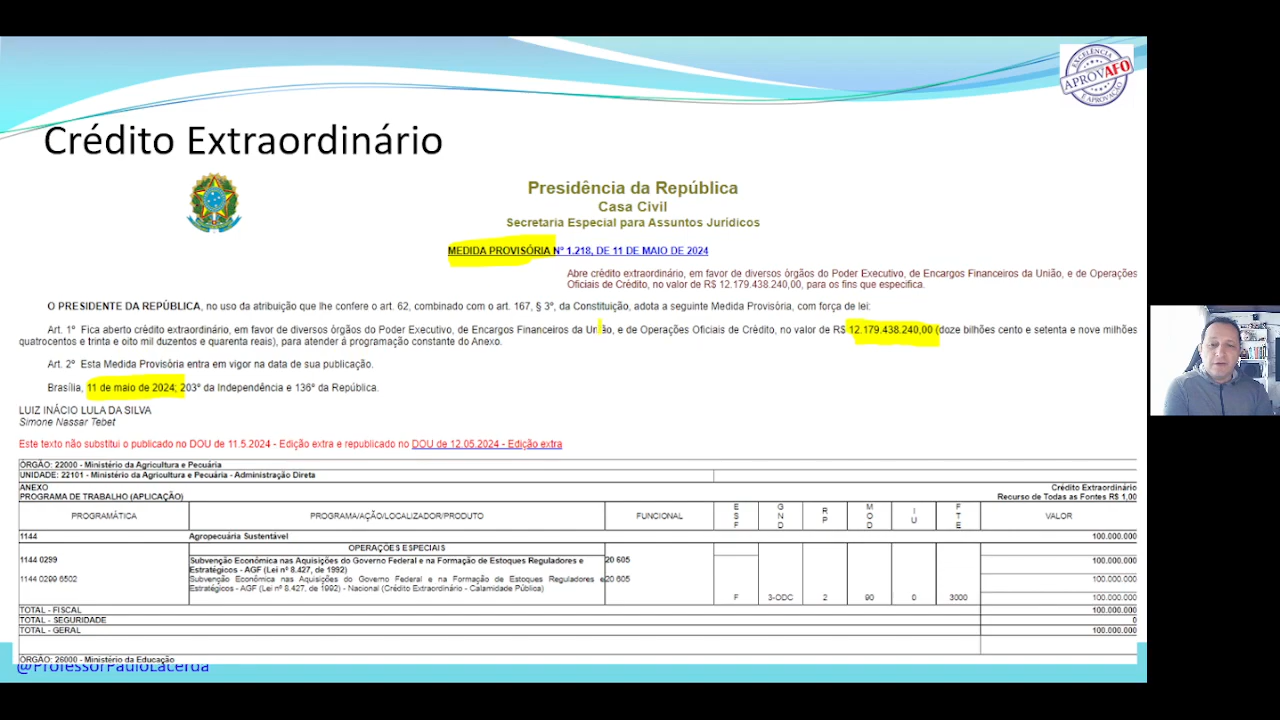 EXCELÊNCIA
APROVAFO
E APROVAÇÃO
Crédito Extraordinário
Presidência da República
Casa Civil
Secretaria Especial para Assuntos Jurídicos
MEDIDA PROVISÓRIA Nº 1.218, DE 11 DE MAIO DE 2024
Abre crédito extraordinário, em favor de diversos órgãos do Poder Executivo, de Encargos Financeiros da União, e de Operações
Oficiais de Crédito, no valor de R$ 12.179.438.240,00, para os fins que especifica.
O PRESIDENTE DA REPÚBLICA, no uso da atribuição que lhe confere o art. 62, combinado com o art. 167, § 3º, da Constituição, adota a seguinte Medida Provisória, com força de lei:
Art. 1º Fica aberto crédito extraordinário, em favor de diversos órgãos do Poder Executivo, de Encargos Financeiros da União, e de Operações Oficiais de Crédito, no valor de R$ 12.179.438.240,00 (doze bilhões cento e setenta e nove milhões
quatrocentos e trinta e oito mil duzentos e quarenta reais), para atender à programação constante do Anexo.
Art. 2º Esta Medida Provisória entra em vigor na data de sua publicação.
Brasília, 11 de maio de 2024; 203º da Independência e 136º da República.
LUIZ INÁCIO LULA DA SILVA
Simone Nassar Tebet
Este texto não substitui o publicado no DOU de 11.5.2024 - Edição extra e republicado no DOU de 12.05.2024 - Edição extra
ÓRGÃO: 22000 - Ministério da Agricultura e Pecuária
UNIDADE: 22101 - Ministério da Agricultura e Pecuária - Administração Direta
ANEXO Crédito Extraordinário
PROGRAMA DE TRABALHO (APLICAÇÃO) Recurso de Todas as Fontes R$ 1,00
PROGRAMÁTICA PROGRAMA/AÇÃO/LOCALIZADOR/PRODUTO FUNCIONAL ESF GND RP MOD IU FTE VALOR
1144 Agropecuária Sustentável 100.000.000
OPERAÇÕES ESPECIAIS
1144 0299 Subvenção Econômica nas Aquisições do Governo Federal e na Formação de Estoques Reguladores e 20 605 100.000.000
Estratégicos - AGF (Lei nº 8.427, de 1992)
1144 0299 6502 Subvenção Econômica nas Aquisições do Governo Federal e na Formação de Estoques Reguladores e 20 605 100.000.000
Estratégicos - AGF (Lei nº 8.427, de 1992) - Nacional (Crédito Extraordinário - Calamidade Pública)
F 3-ODC 2 90 0 3000 100.000.000
TOTAL - FISCAL 100.000.000
TOTAL - SEGURIDADE 0
TOTAL - GERAL 100.000.000
ÓRGÃO: 26000 - Ministério da Educação
@ProfessorPauloLacerda